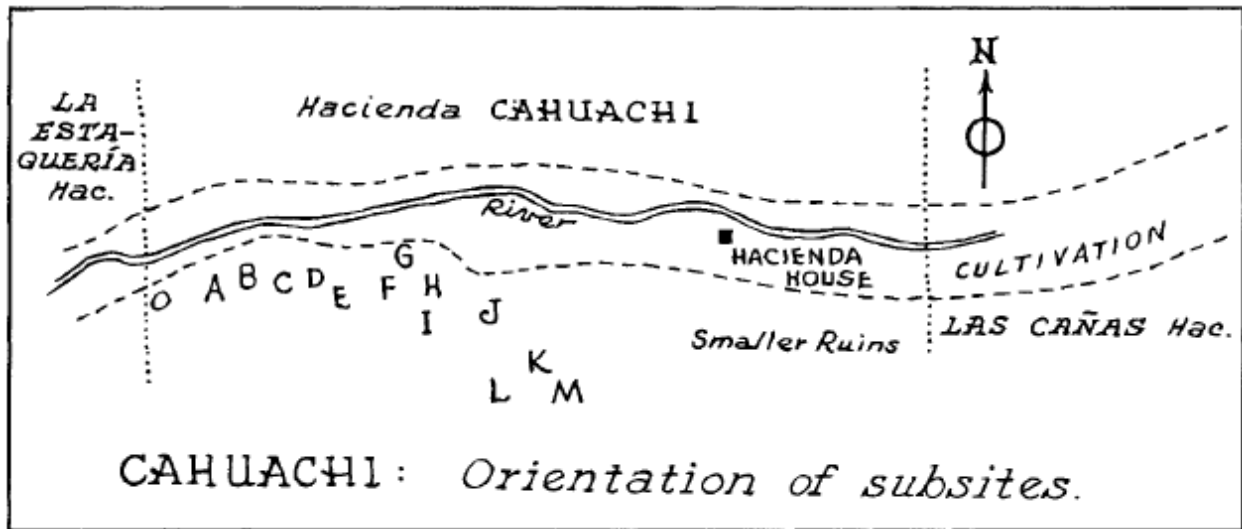 N
LA
ESTA-
QUERÍA
Hac.
Hacienda CAHUACHI
River
HACIENDA
HOUSE
CULTIVATION
O A B C D E F G H I J
LAS CAÑAS Hac.
Smaller Ruins
K
L M
CAHUACHI: Orientation of subsites.